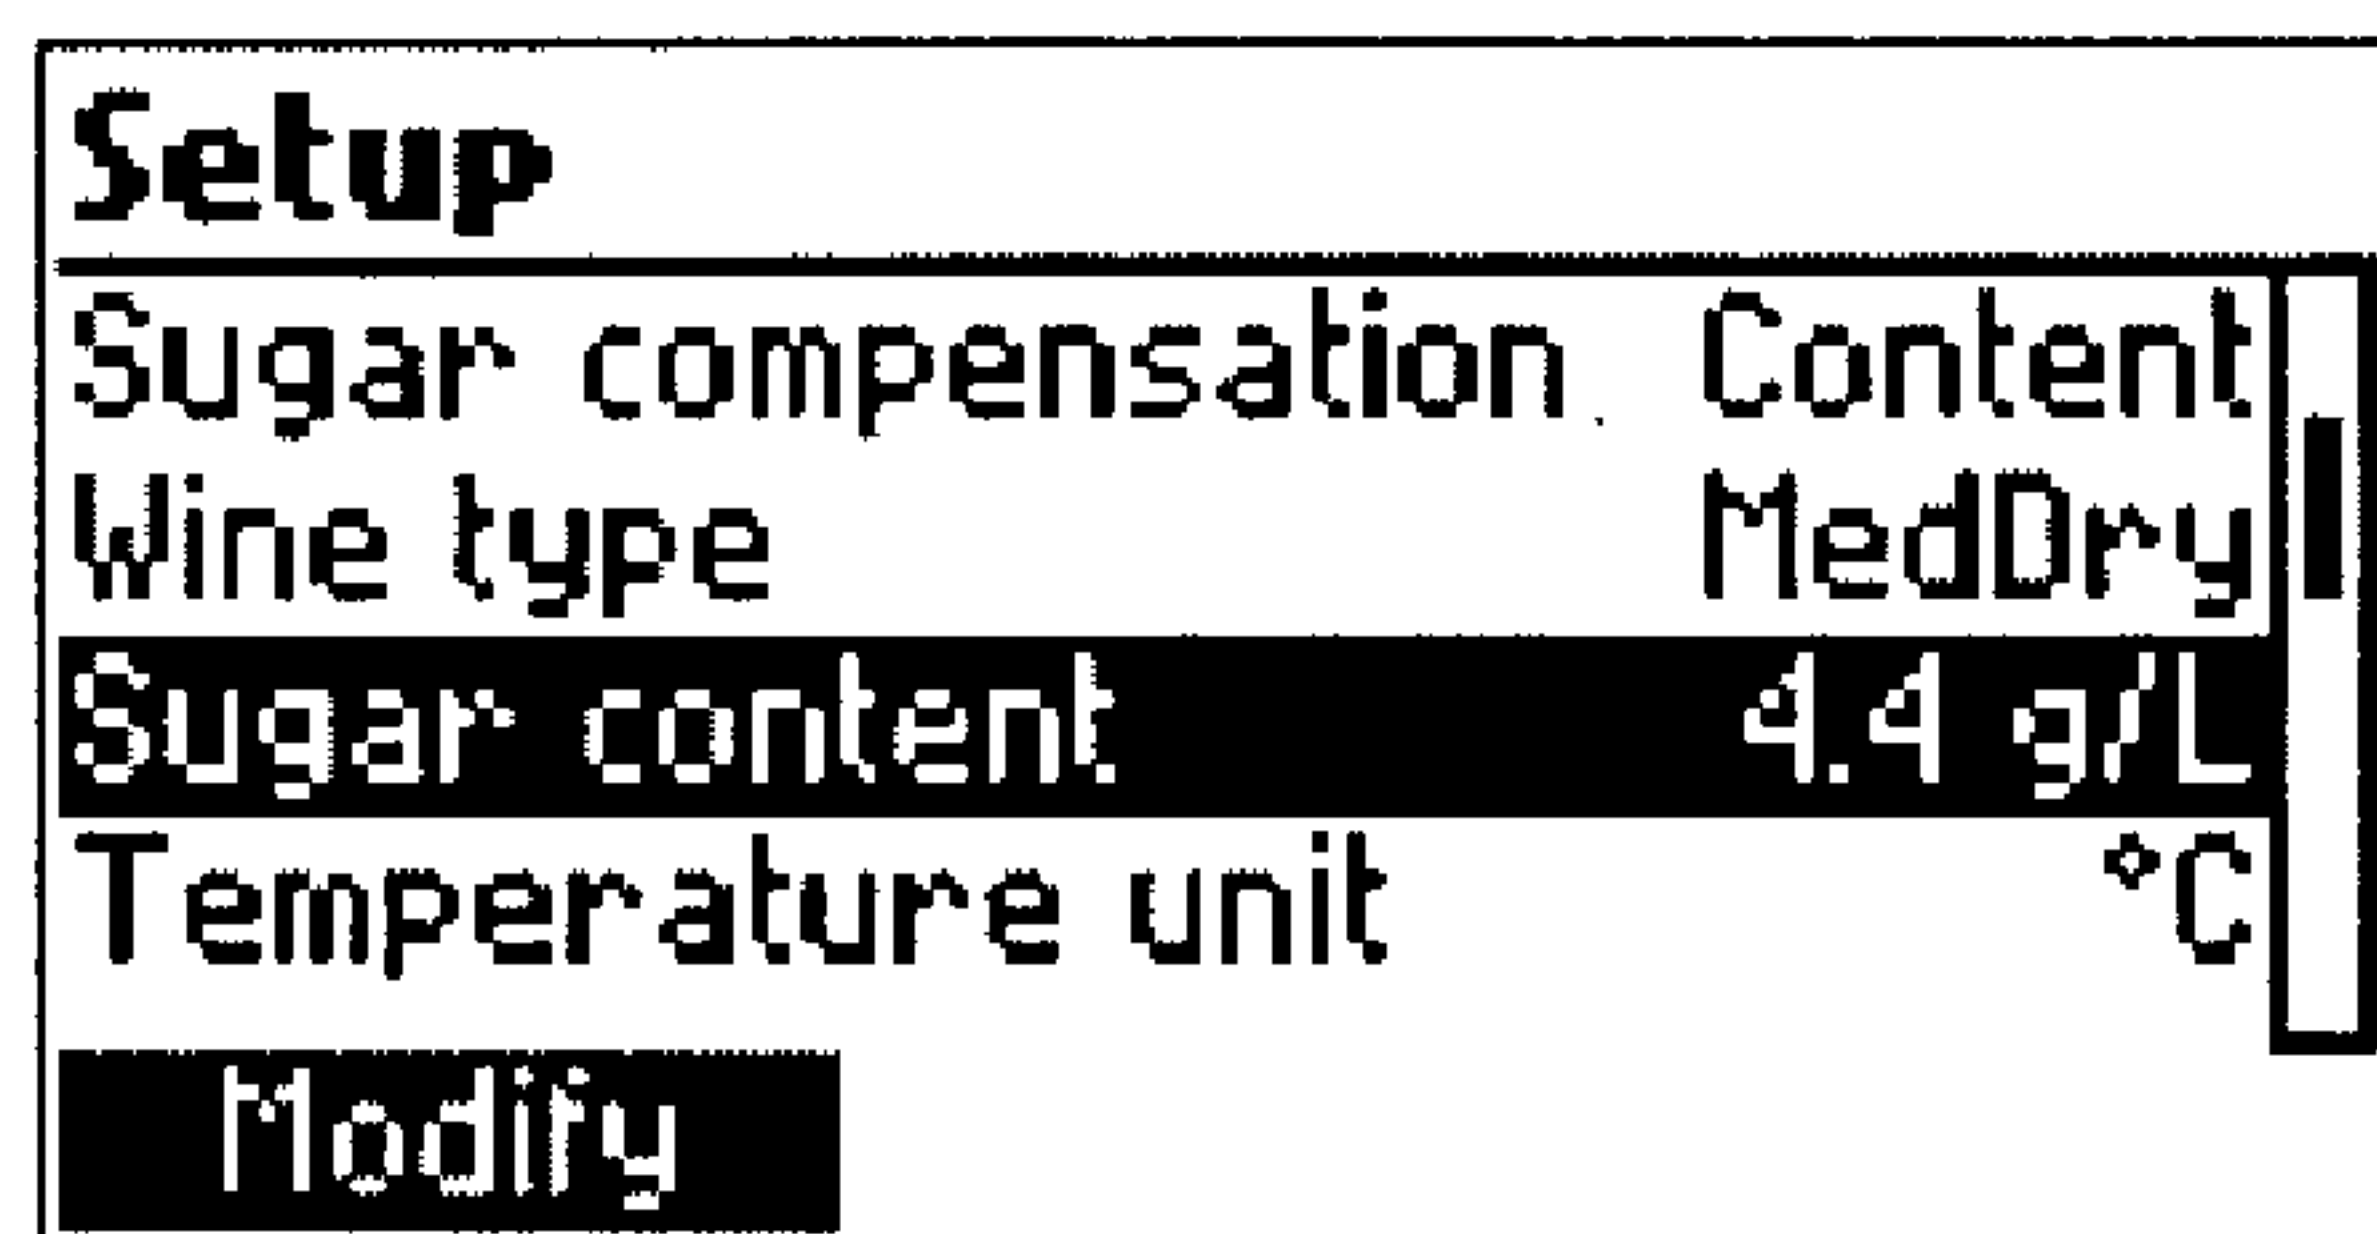 Setup
Sugar compensation Content
Wine type MedDry
Sugar content 4.4 g/L
Temperature unit °C
Modify